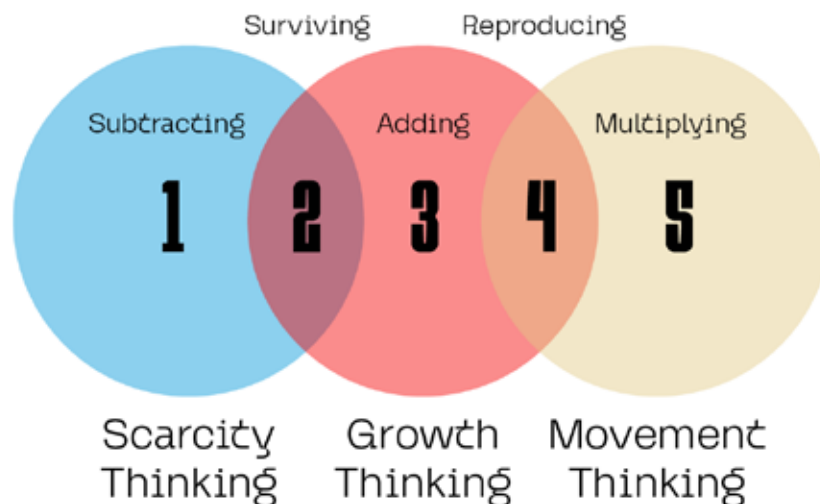 Surviving Reproducing
Subtracting Adding Multiplying
1 2 3 4 5
Scarcity Thinking
Growth Thinking
Movement Thinking